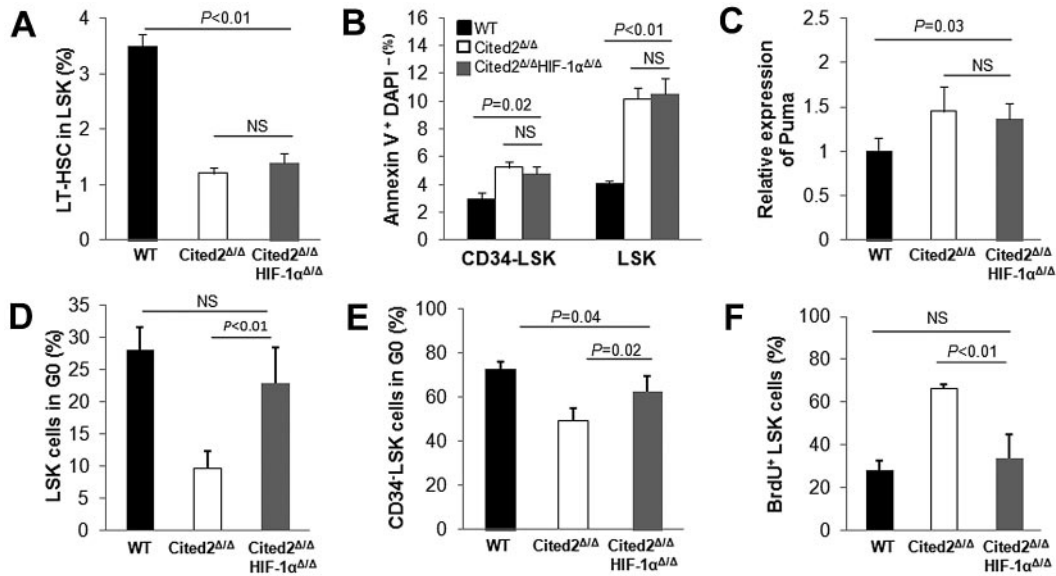 A
LT-HSC in LSK (%)
4
3
2
1
0
P<0.01
NS
WT
Cited2Δ/Δ
Cited2Δ/Δ
HIF-1αΔ/Δ
B
Annexin V + DAPI −(%)
16
14
12
10
8
6
4
2
0
WT
Cited2Δ/Δ
Cited2Δ/ΔHIF-1αΔ/Δ
P<0.01
NS
P=0.02
NS
CD34-LSK
LSK
C
Relative expression
of Puma
2.5
2
1.5
1
0.5
0
P=0.03
NS
WT
Cited2Δ/Δ
Cited2Δ/Δ
HIF-1αΔ/Δ
D
LSK cells in G0 (%)
35
30
25
20
15
10
5
0
NS
P<0.01
WT
Cited2Δ/Δ
Cited2Δ/Δ
HIF-1αΔ/Δ
E
CD34-LSK cells in G0 (%)
100
80
60
40
20
0
P=0.04
P=0.02
WT
Cited2Δ/Δ
Cited2Δ/Δ
HIF-1αΔ/Δ
F
BrdU+ LSK cells (%)
100
80
60
40
20
0
NS
P<0.01
WT
Cited2Δ/Δ
Cited2Δ/Δ
HIF-1αΔ/Δ